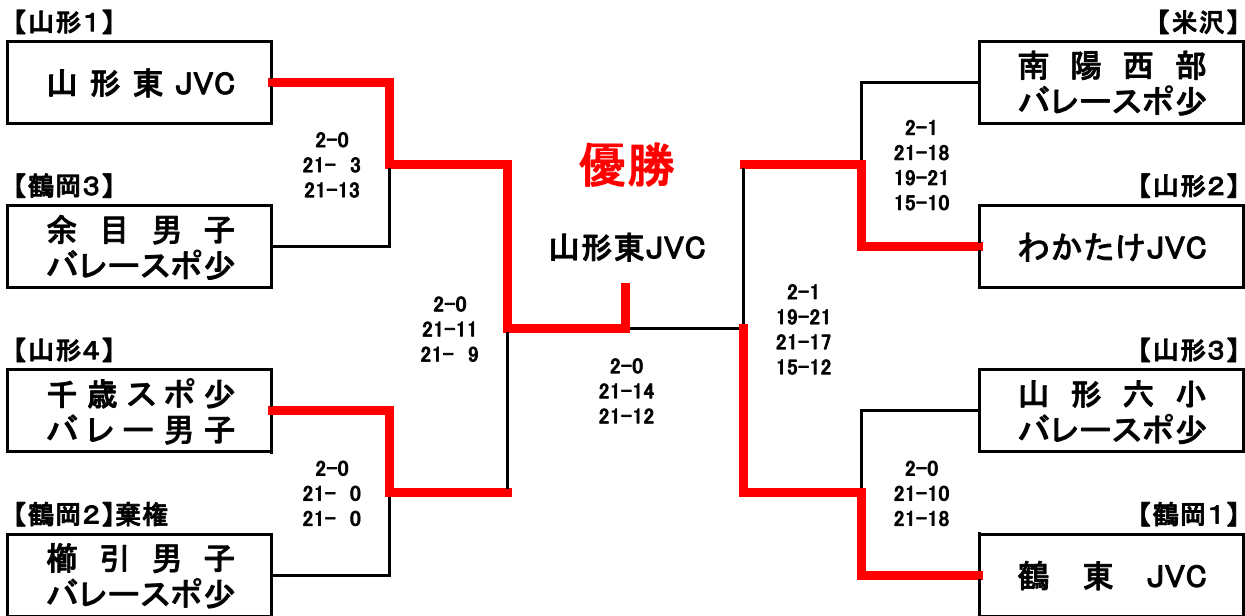 【山形1】
山形東JVC
2-0
21- 3
21-13
【鶴岡3】
余目男子
バレースポ少
2-0
21-11
21- 9
【山形4】
千歳スポ少
バレー男子
2-0
21- 0
21- 0
【鶴岡2】棄権
櫛引男子
バレースポ少
優勝
山形東JVC
2-0
21-14
21-12
【米沢】
南陽西部
バレースポ少
2-1
21-18
19-21
15-10
【山形2】
わかたけJVC
2-1
19-21
21-17
15-12
【山形3】
山形六小
バレースポ少
2-0
21-10
21-18
【鶴岡1】
鶴東 JVC